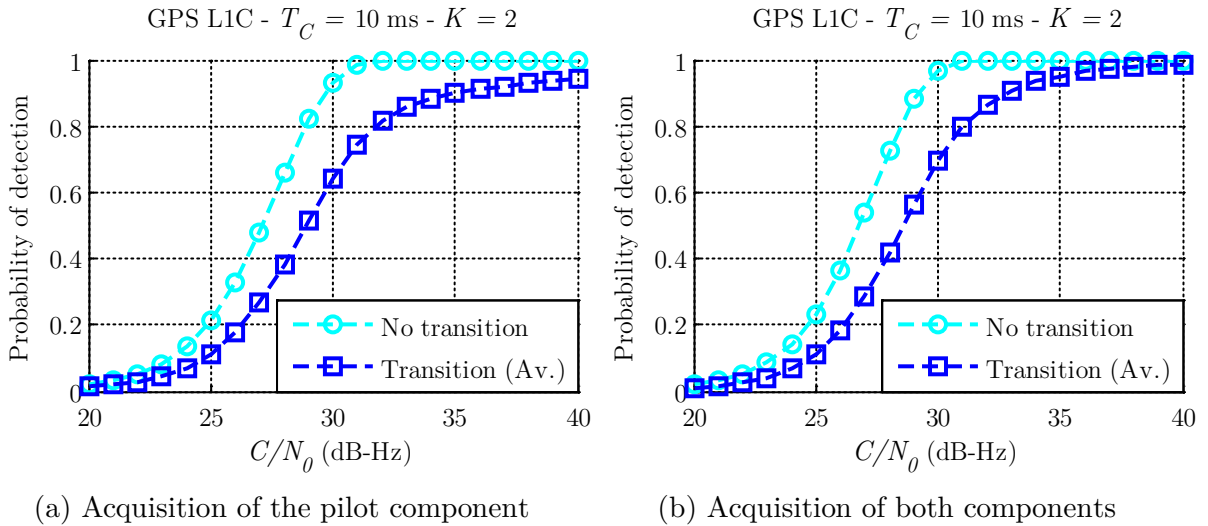 GPS L1C - T_C = 10 ms - K = 2
Probability of detection
1
0.8
0.6
0.4
0.2
0
No transition
Transition (Av.)
20 25 30 35 40
C/N_0 (dB-Hz)
(a) Acquisition of the pilot component
GPS L1C - T_C = 10 ms - K = 2
Probability of detection
1
0.8
0.6
0.4
0.2
0
No transition
Transition (Av.)
20 25 30 35 40
C/N_0 (dB-Hz)
(b) Acquisition of both components